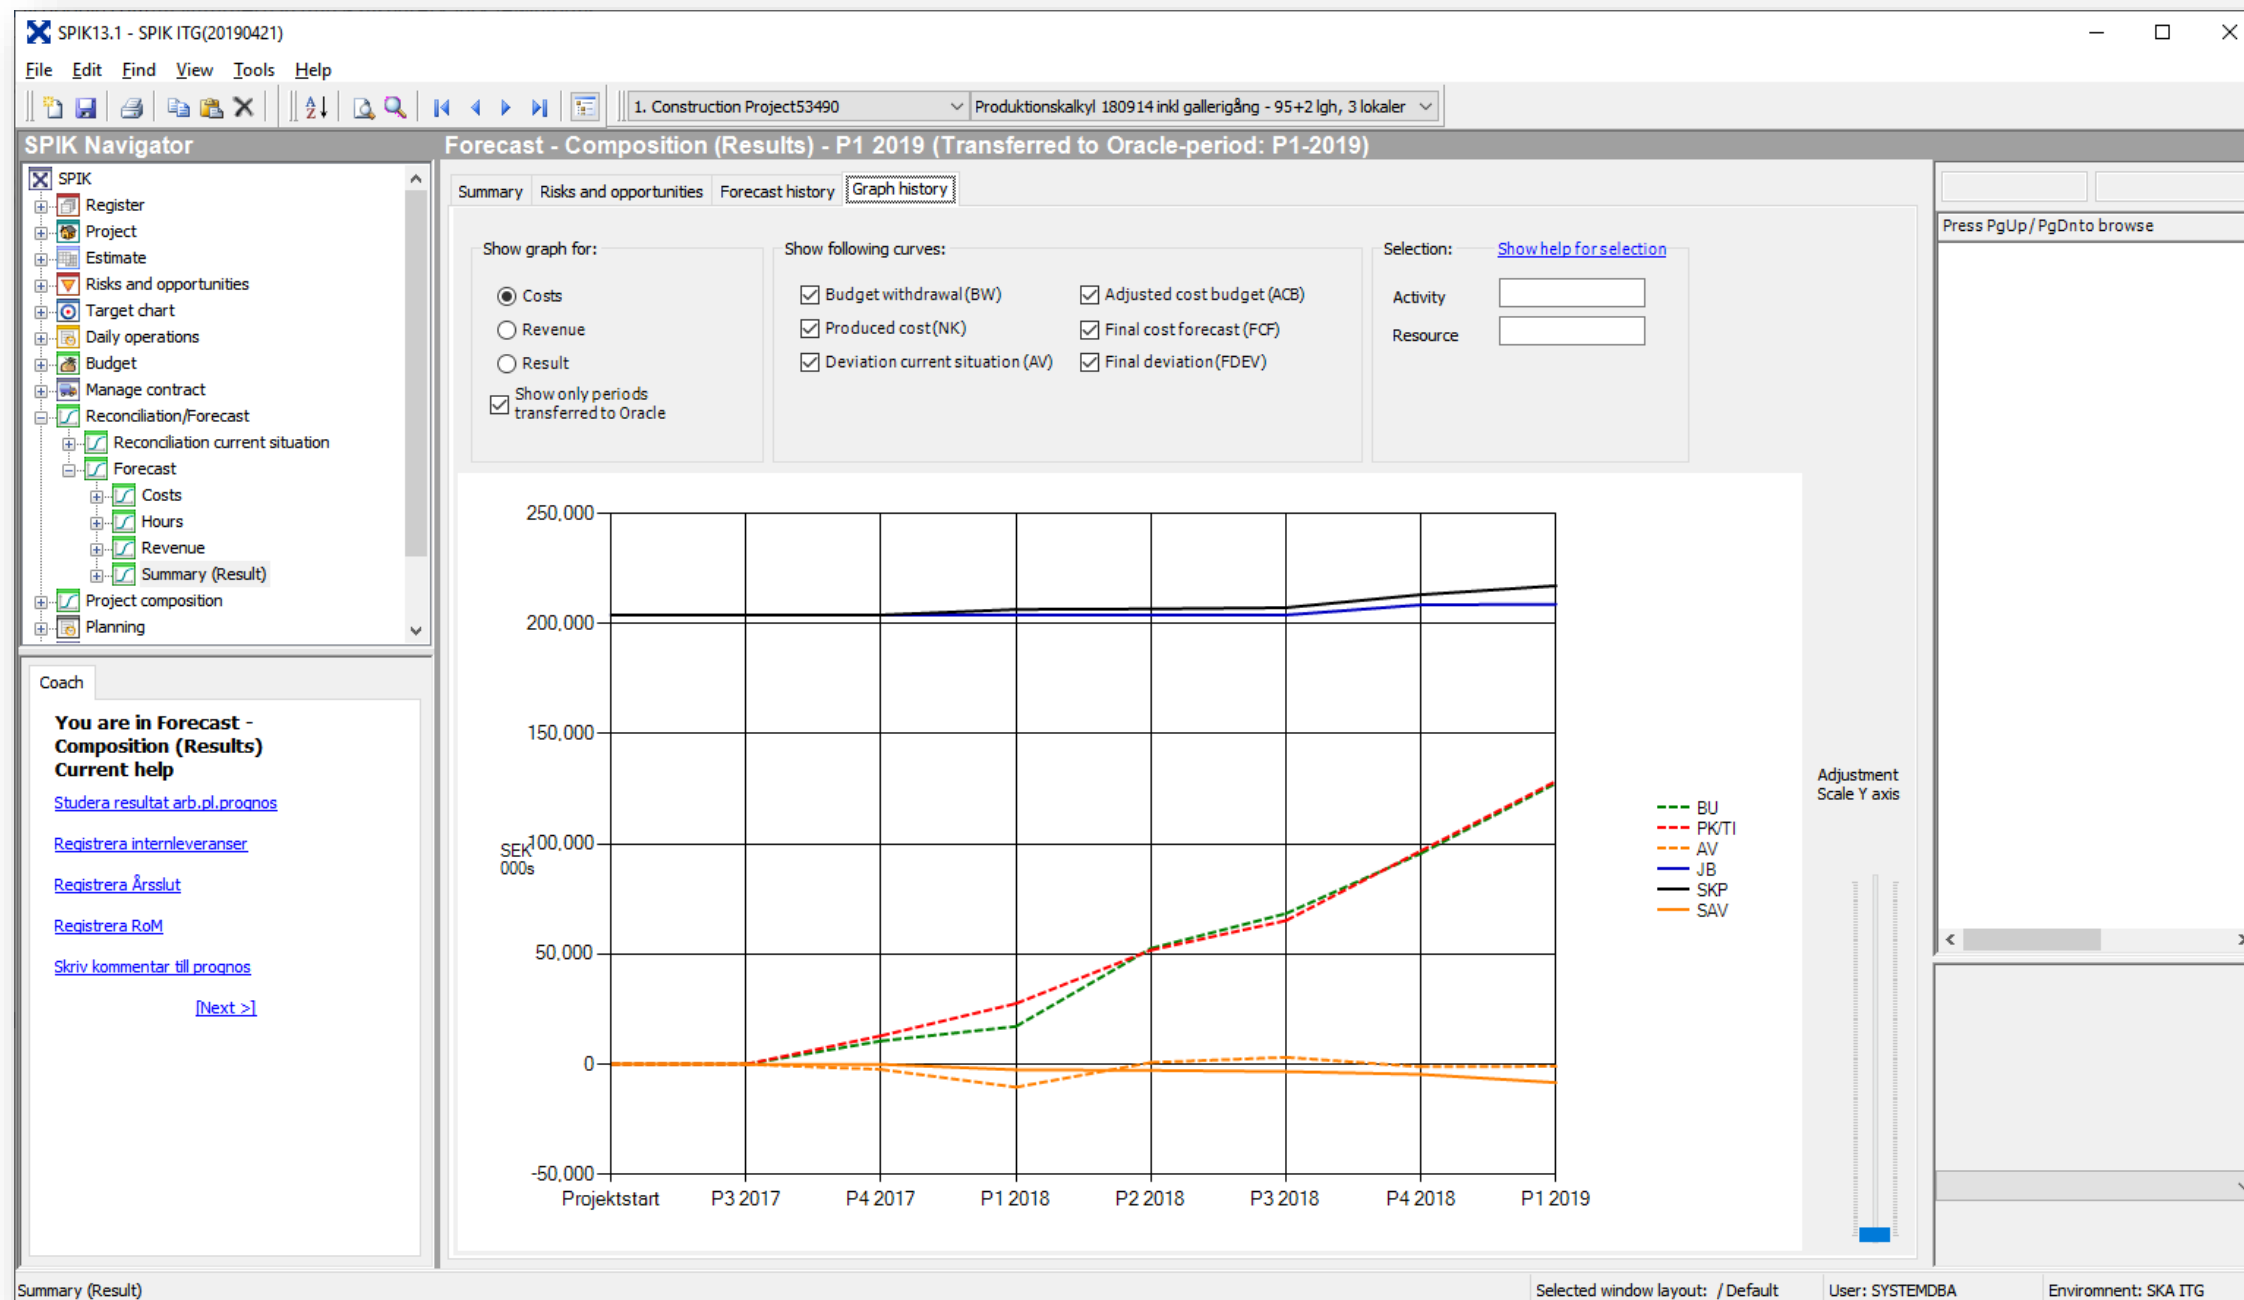 SPIK13.1 - SPIK ITG(20190421)
File Edit Find View Tools Help
1. Construction Project53490
Produktionskalkyl 180914 inkl gallerigång - 95+2 lgh, 3 lokaler
SPIK Navigator
SPIK
Register
Project
Estimate
Risks and opportunities
Target chart
Daily operations
Budget
Manage contract
Reconciliation/Forecast
Reconciliation current situation
Forecast
Costs
Hours
Revenue
Summary (Result)
Project composition
Planning
Coach
You are in Forecast -
Composition (Results)
Current help
Studera resultat arb.pl.prognos
Registrera internleveranser
Registrera Årsslut
Registrera RoM
Skriv kommentar till prognos
[Next >]
Forecast - Composition (Results) - P1 2019 (Transferred to Oracle-period: P1-2019)
Summary Risks and opportunities Forecast history Graph history
Show graph for:
Costs
Revenue
Result
Show only periods
transferred to Oracle
Show following curves:
Budget withdrawal (BW)
Produced cost (NK)
Deviation current situation (AV)
Adjusted cost budget (ACB)
Final cost forecast (FCF)
Final deviation (FDEV)
Selection: Show help for selection
Activity
Resource
250,000
200,000
150,000
100,000
50,000
0
-50,000
SEK
000s
Projektstart P3 2017 P4 2017 P1 2018 P2 2018 P3 2018 P4 2018 P1 2019
BU
PK/TI
AV
JB
SKP
SAV
Adjustment
Scale Y axis
Press PgUp/ PgDnto browse
Summary (Result)
Selected window layout: / Default
User: SYSTEMDBA
Enviromnent: SKA ITG